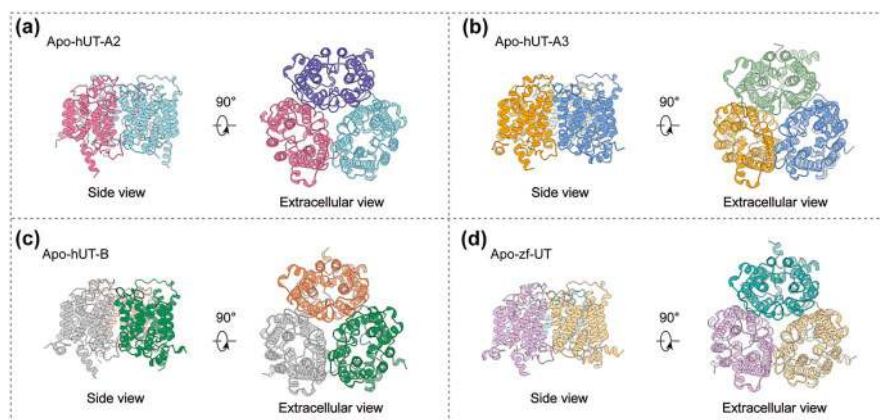 (a)
Apo-hUT-A2
90°
Side view
Extracellular view
(b)
Apo-hUT-A3
90°
Side view
Extracellular view
(c)
Apo-hUT-B
90°
Side view
Extracellular view
(d)
Apo-zf-UT
90°
Side view
Extracellular view